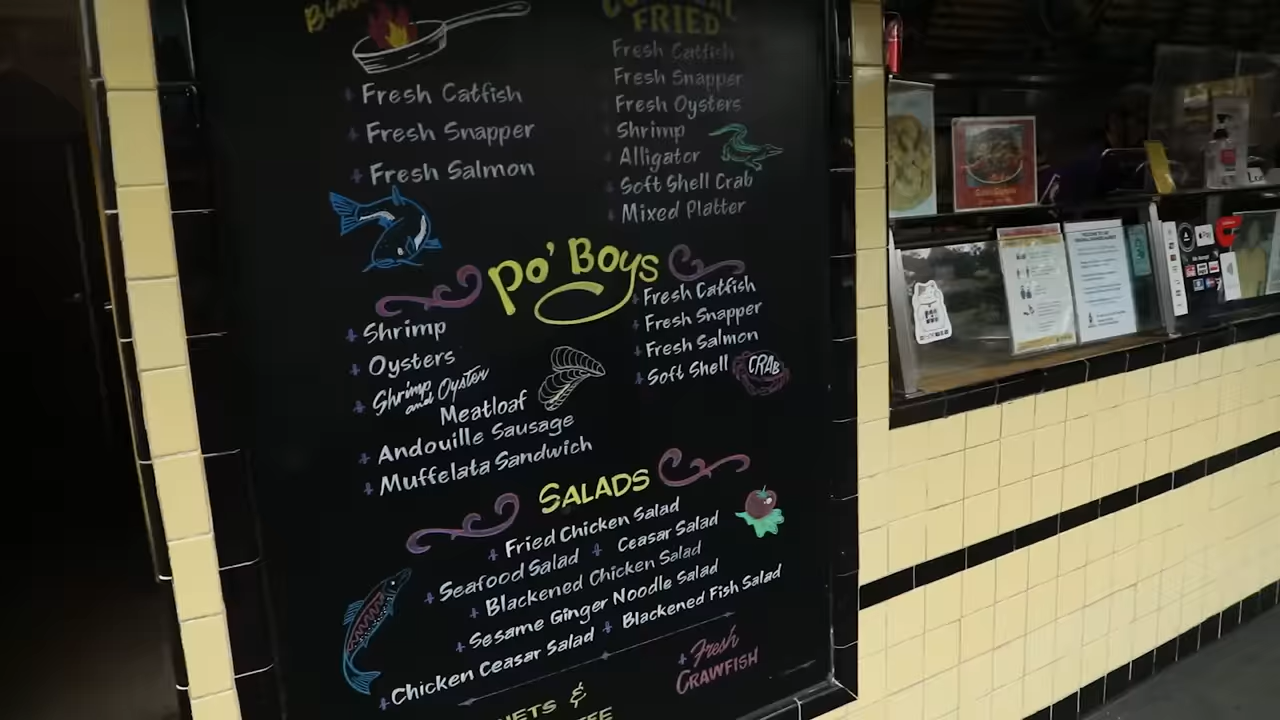 Fresh Catfish
Fresh Snapper
Fresh Salmon
FRIED
Fresh Catfish
Fresh Snapper
Fresh Oysters
Shrimp
Alligator
Soft Shell Crab
Mixed Platter
Po' Boys
Shrimp
Oysters
Shrimp and Oyster
Meatloaf
Andouille Sausage
Muffelata Sandwich
Fresh Catfish
Fresh Snapper
Fresh Salmon
Soft Shell CRAB
SALADS
Fried Chicken Salad
Seafood Salad Ceasar Salad
Blackened Chicken Salad
Sesame Ginger Noodle Salad
Chicken Ceasar Salad Blackened Fish Salad
Fresh
CRAWFISH
&
Pay